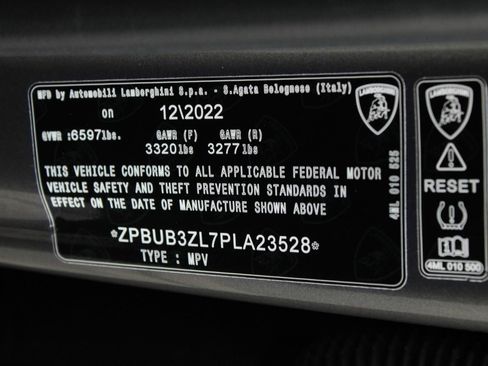 MFD by Automobili Lamborghini S.p.a. - S.Agata Bolognese (Italy)
on 12\2022
GVWR :6597lbs. GAWR (F) GAWR (R)
3320lbs 3277lbs
THIS VEHICLE CONFORMS TO ALL APPLICABLE FEDERAL MOTOR
VEHICLE SAFETY AND THEFT PREVENTION STANDARDS IN
EFFECT ON THE DATE OF MANUFACTURE SHOWN ABOVE
*ZPBUB3ZL7PLA23528*
TYPE : MPV
LAMBORGHINI
4ML 010 525
LAMBORGHINI
RESET
4ML 010 500